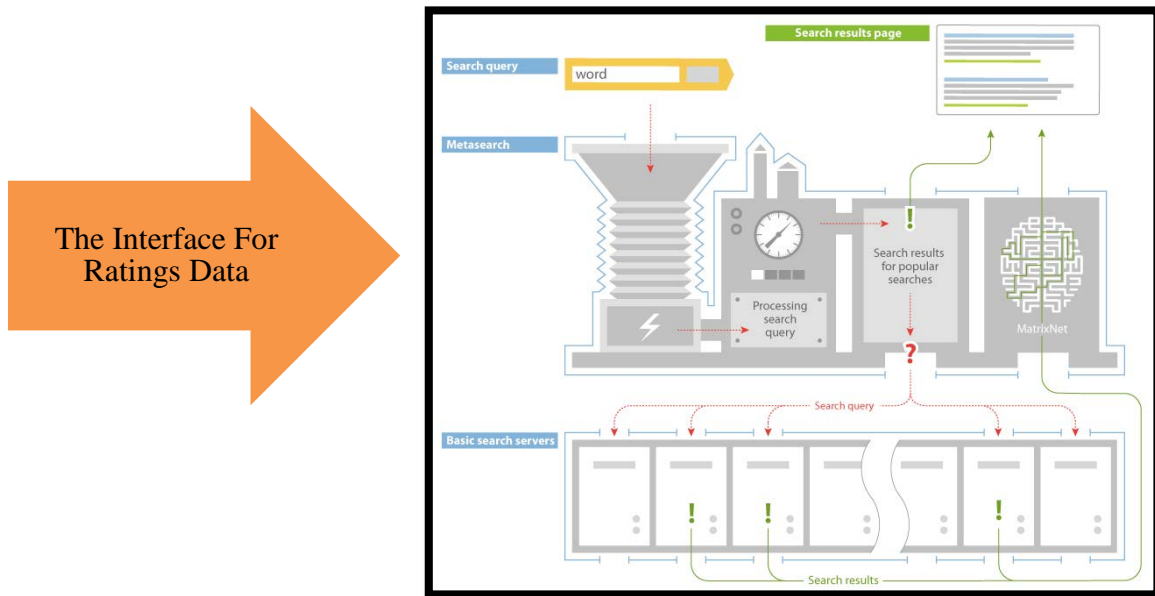 The Interface For
Ratings Data
Search results page
Search query
word
Metasearch
Search results
for popular
searches
!
Processing
search
query
MatrixNet
?
Search query
Basic search servers
! ! !
Search results